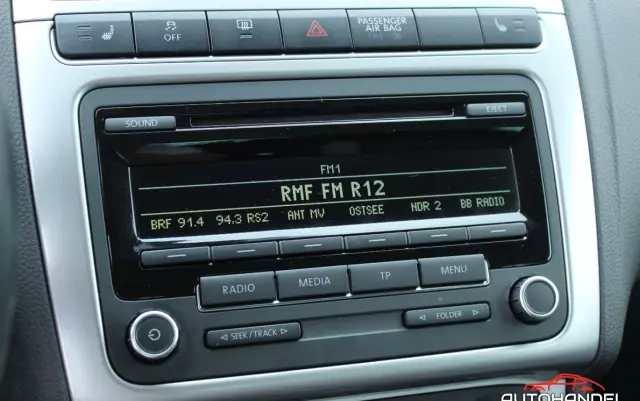 OFF
PASSENGER
AIR BAG
SOUND
EJECT
FM1
RMF FM R12
BRF 91.4 94.3 RS2 ANT MV OSTSEE NDR 2 BB RADIO
RADIO MEDIA TP MENU
SEEK/TRACK FOLDER
AUTOHANDEL